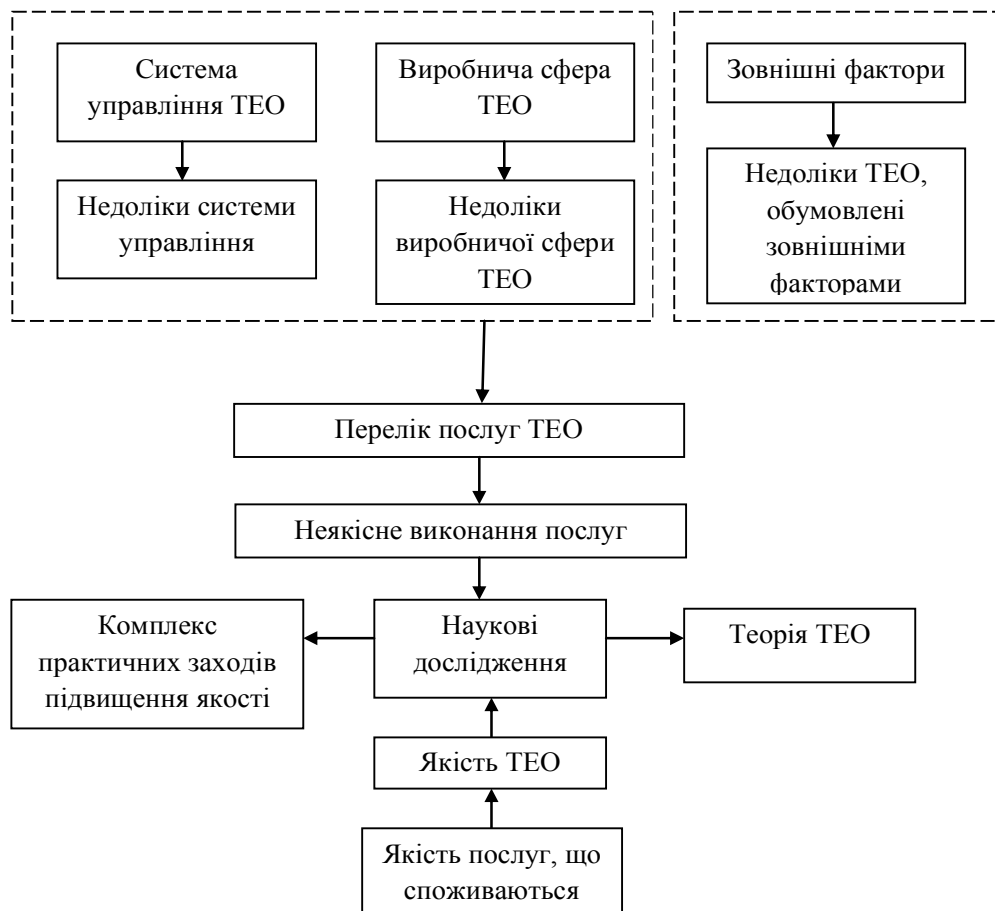 Система
управління ТЕО
Виробнича сфера
ТЕО
Зовнішні фактори
Недоліки системи
управління
Недоліки
виробничої сфери
ТЕО
Недоліки ТЕО,
обумовлені
зовнішніми
факторами
Перелік послуг ТЕО
Неякісне виконання послуг
Комплекс
практичних заходів
підвищення якості
Наукові
дослідження
Теорія ТЕО
Якість ТЕО
Якість послуг, що
споживаються